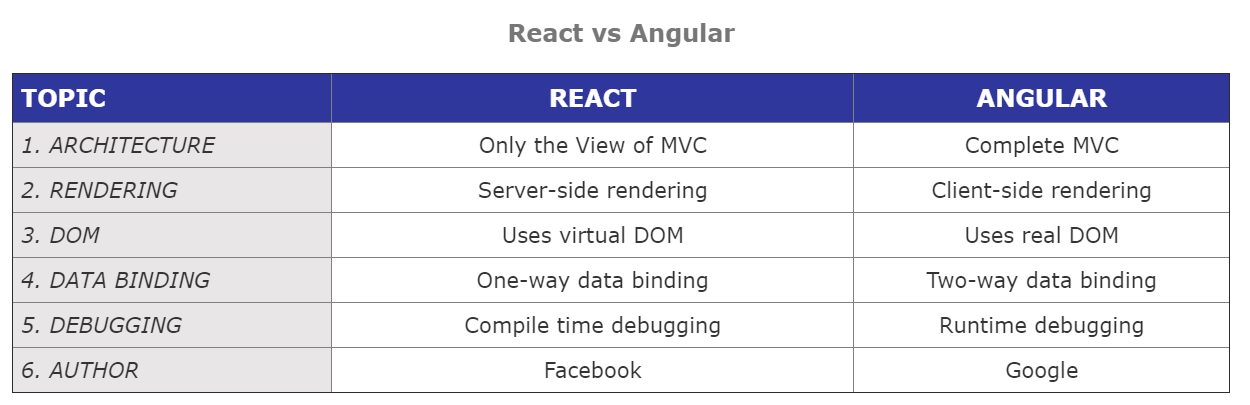 React vs Angular
TOPIC REACT ANGULAR
1. ARCHITECTURE Only the View of MVC Complete MVC
2. RENDERING Server-side rendering Client-side rendering
3. DOM Uses virtual DOM Uses real DOM
4. DATA BINDING One-way data binding Two-way data binding
5. DEBUGGING Compile time debugging Runtime debugging
6. AUTHOR Facebook Google